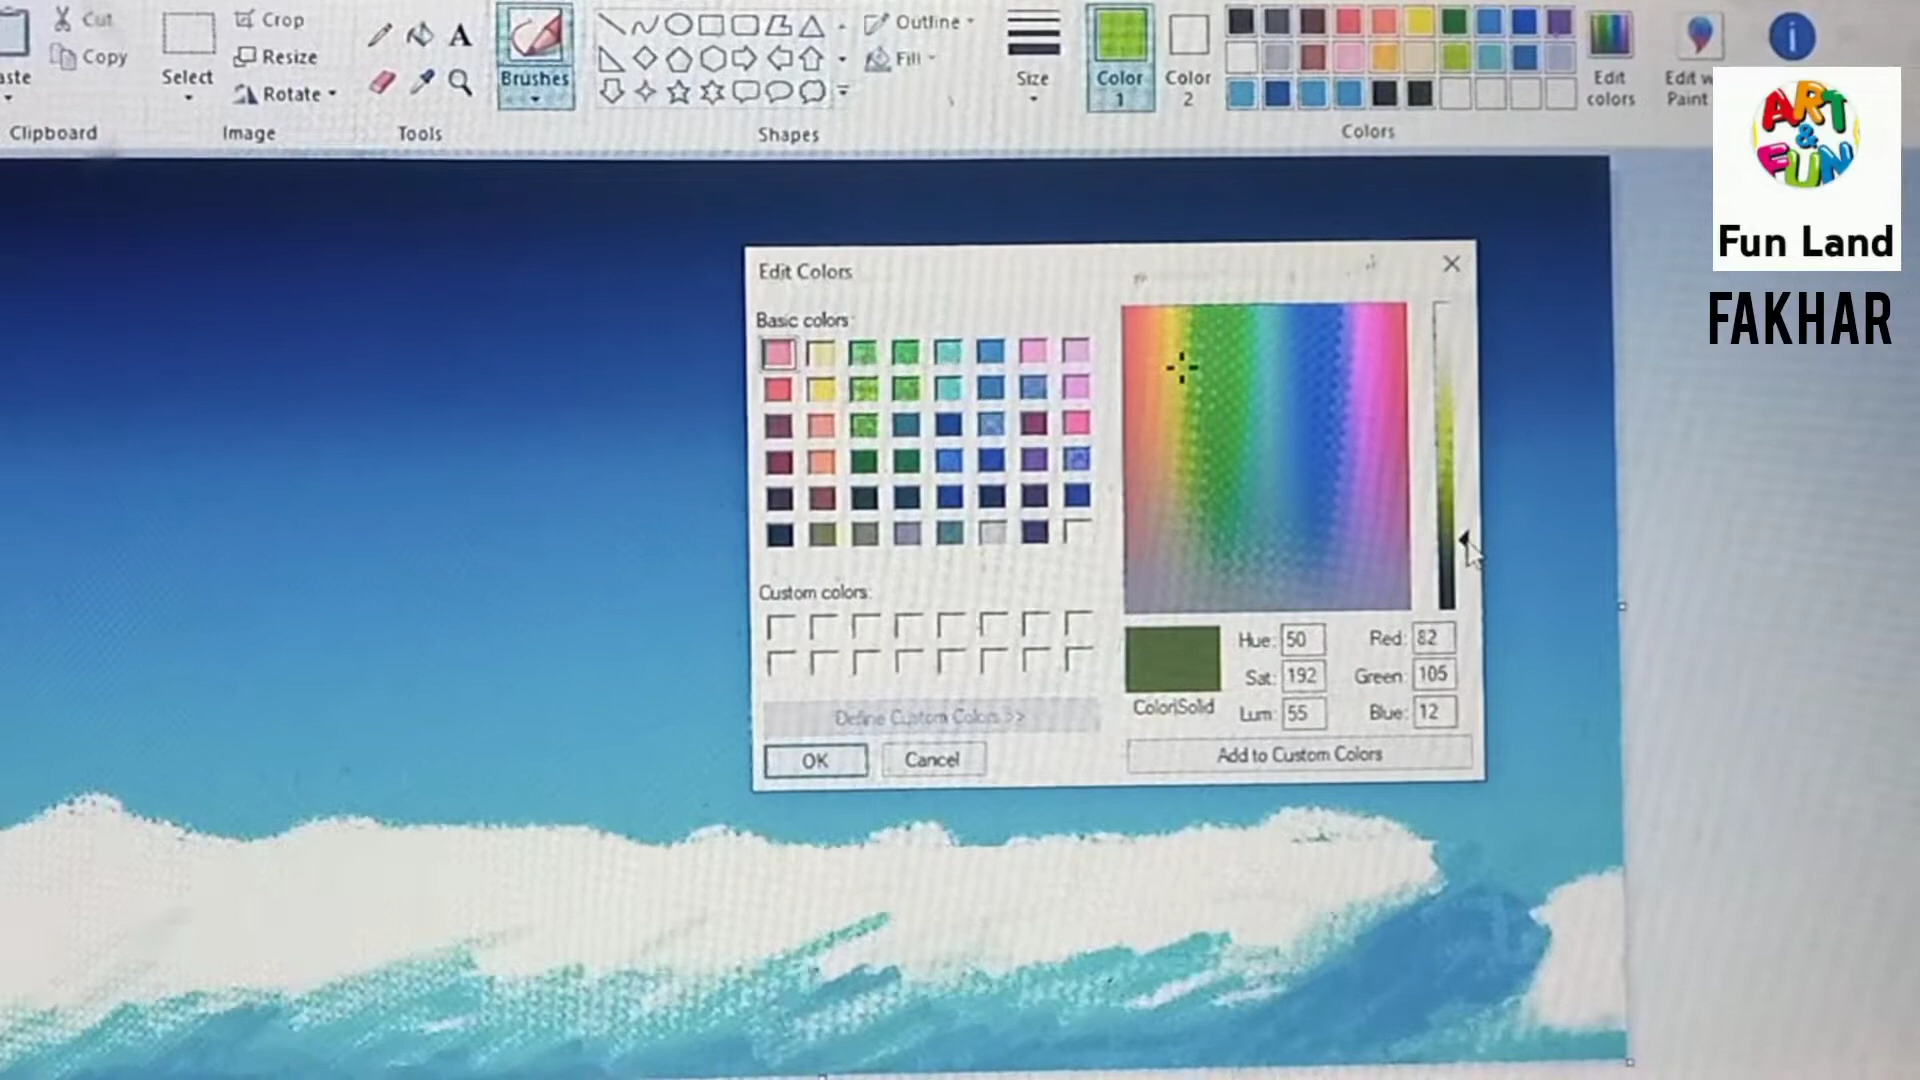 Cut
Copy
aste
Clipboard
Select
Crop
Resize
Rotate
Image
A
Tools
Brushes
Outline
Fill
Shapes
Size
Color
1
Color
2
Edit
colors
Colors
Edit w
Paint
ART
&
FUN
Fun Land
FAKHAR
Edit Colors
Basic colors:
Custom colors:
Define Custom Colors >>
OK
Cancel
Color|Solid
Hue: 50
Sat: 192
Lum: 55
Red: 82
Green: 105
Blue: 12
Add to Custom Colors